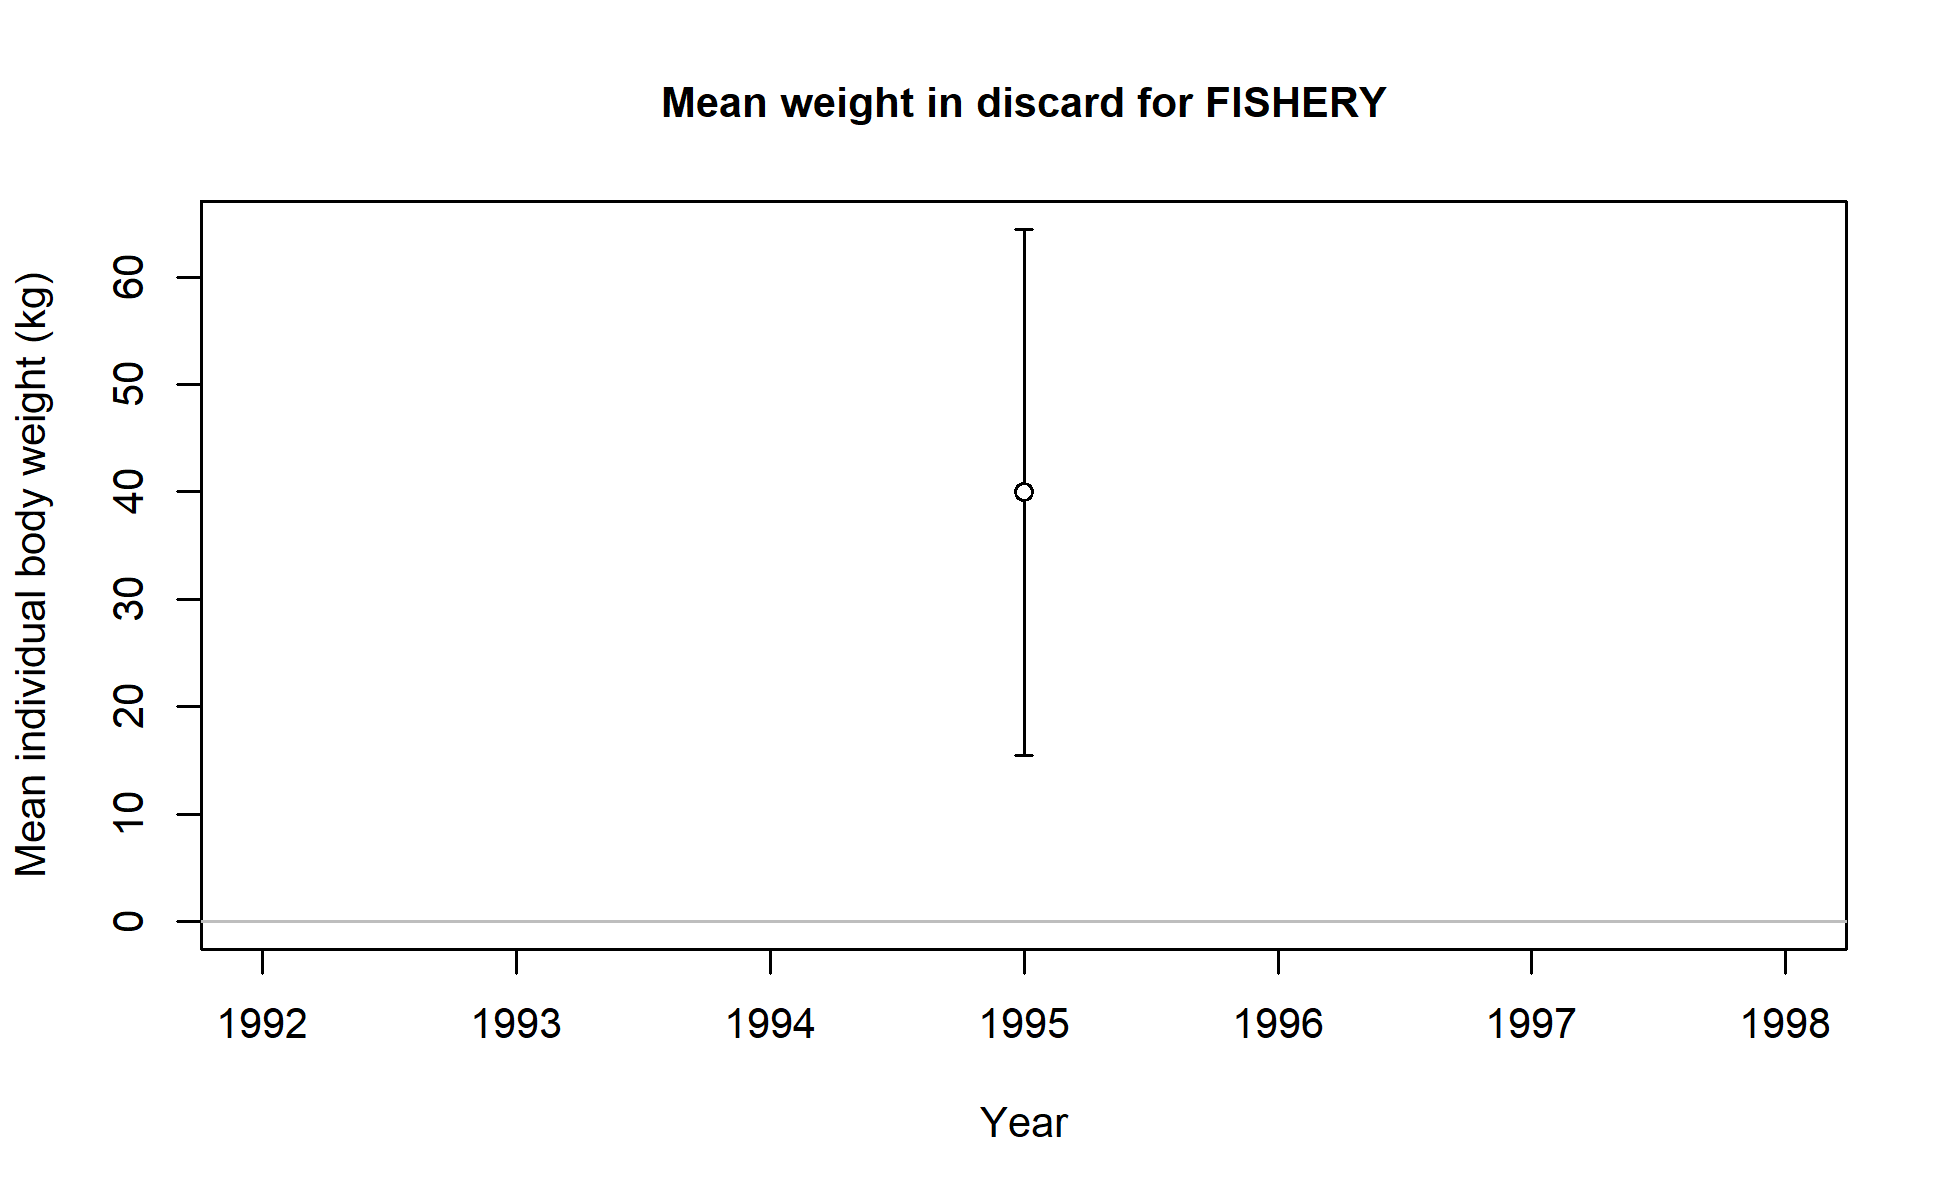 Mean weight in discard for FISHERY
Mean individual body weight (kg)
60
50
40
30
20
10
0
1992 1993 1994 1995 1996 1997 1998
Year